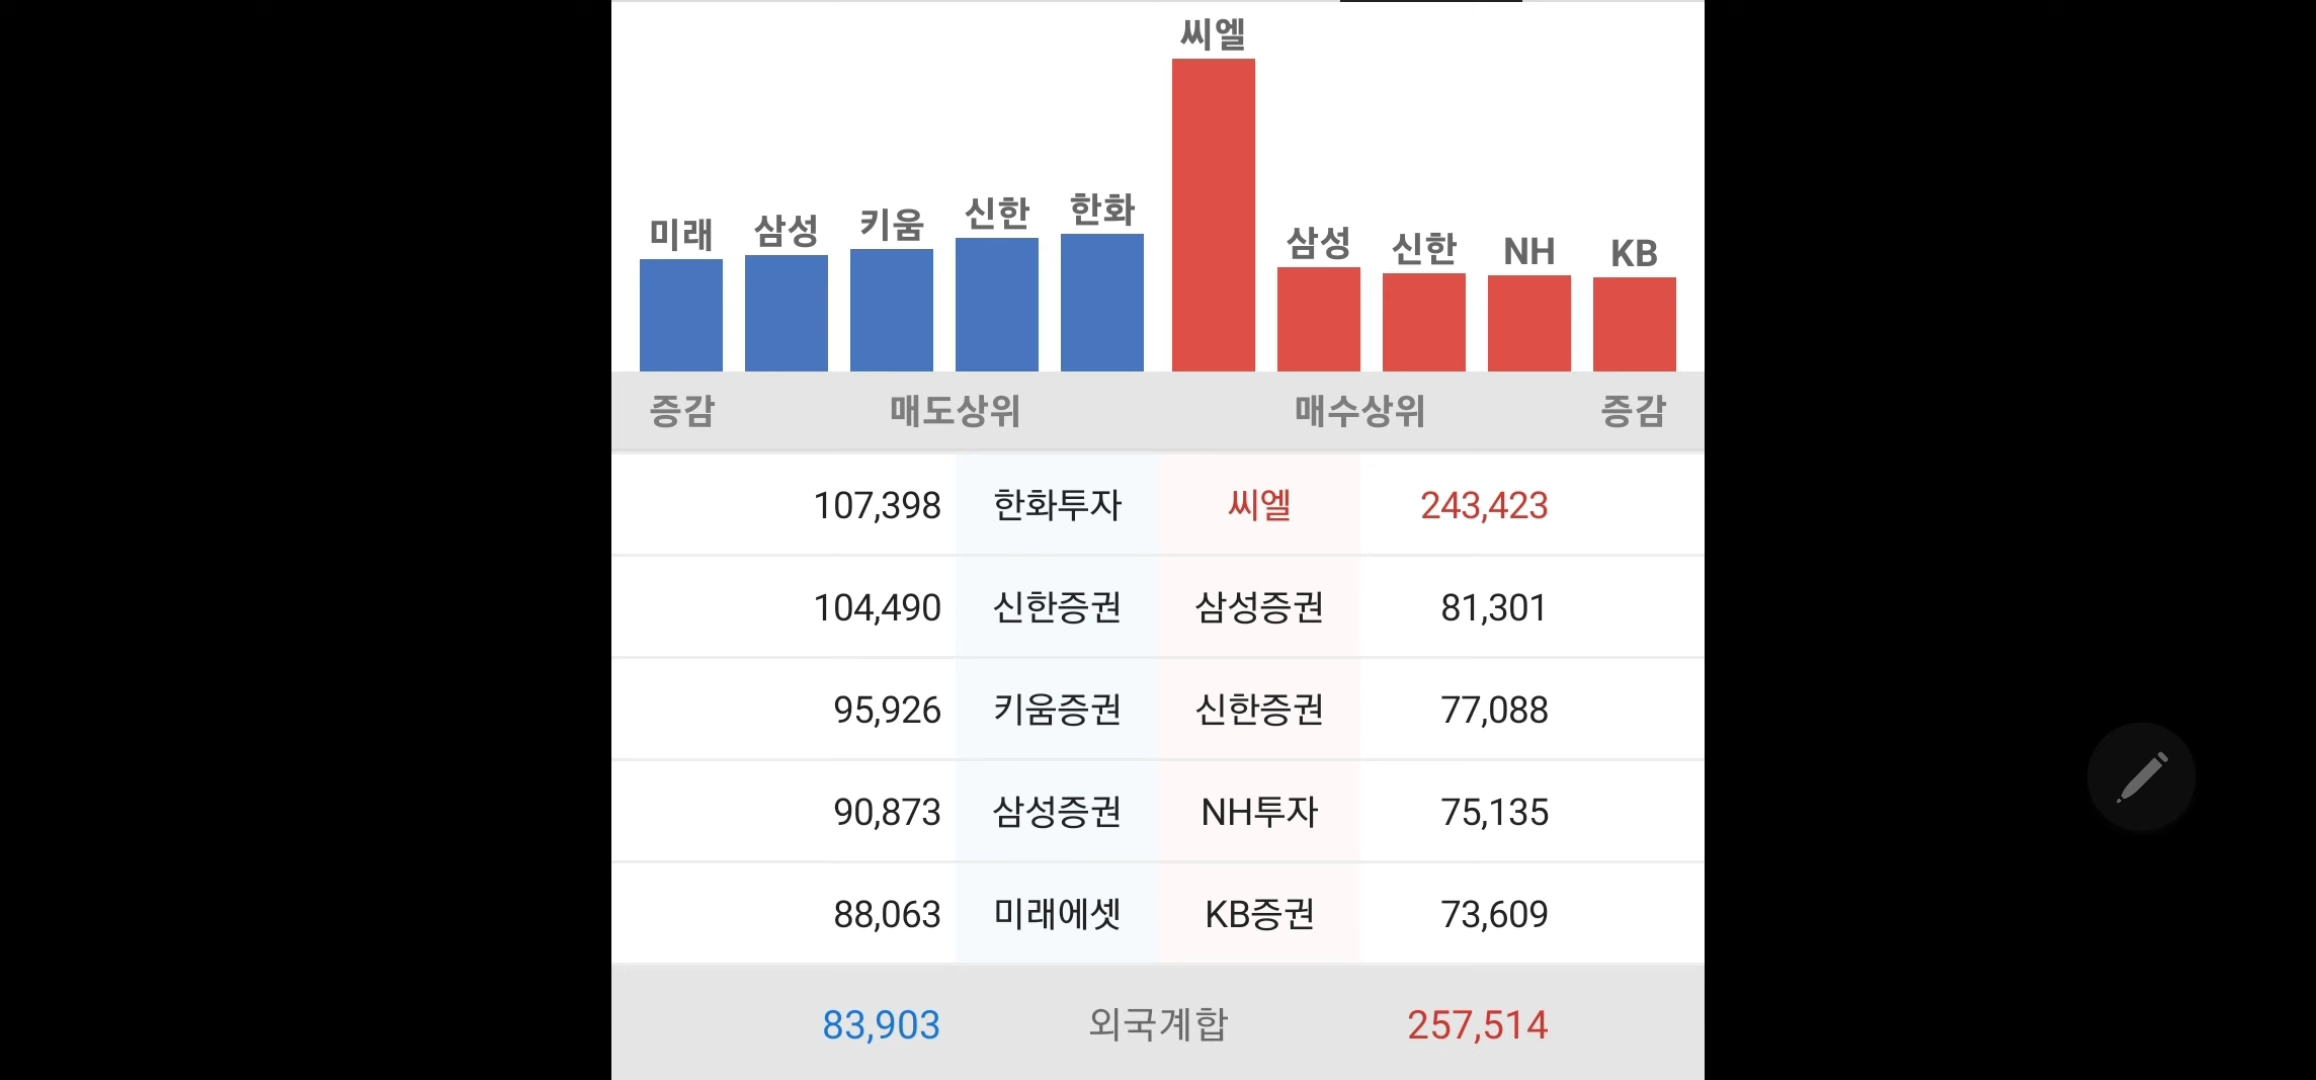 씨엘
미래 삼성 키움 신한 한화 삼성 신한 NH KB
증감 매도상위 매수상위 증감
107,398 한화투자 씨엘 243,423
104,490 신한증권 삼성증권 81,301
95,926 키움증권 신한증권 77,088
90,873 삼성증권 NH투자 75,135
88,063 미래에셋 KB증권 73,609
83,903 외국계합 257,514